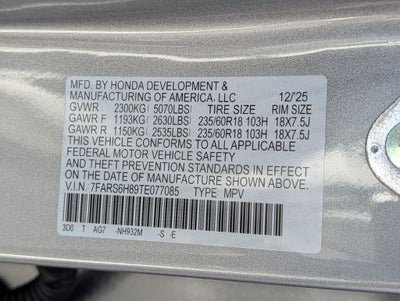 MFD. BY HONDA DEVELOPMENT &
MANUFACTURING OF AMERICA, LLC 12/'25
GVWR 2300KG 5070LBS TIRE SIZE RIM SIZE
GAWR F 1193KG 2630LBS 235/60R18 103H 18X7.5J
GAWR R 1150KG 2535LBS 235/60R18 103H 18X7.5J
THIS VEHICLE CONFORMS TO ALL APPLICABLE
FEDERAL MOTOR VEHICLE SAFETY AND
THEFT PREVENTION STANDARDS IN EFFECT
ON THE DATE OF MANUFACTURE SHOWN ABOVE.
V.I.N. 7FARS6H89TE077085 TYPE: MPV
3D0 T AG7 -NH932M -S -E